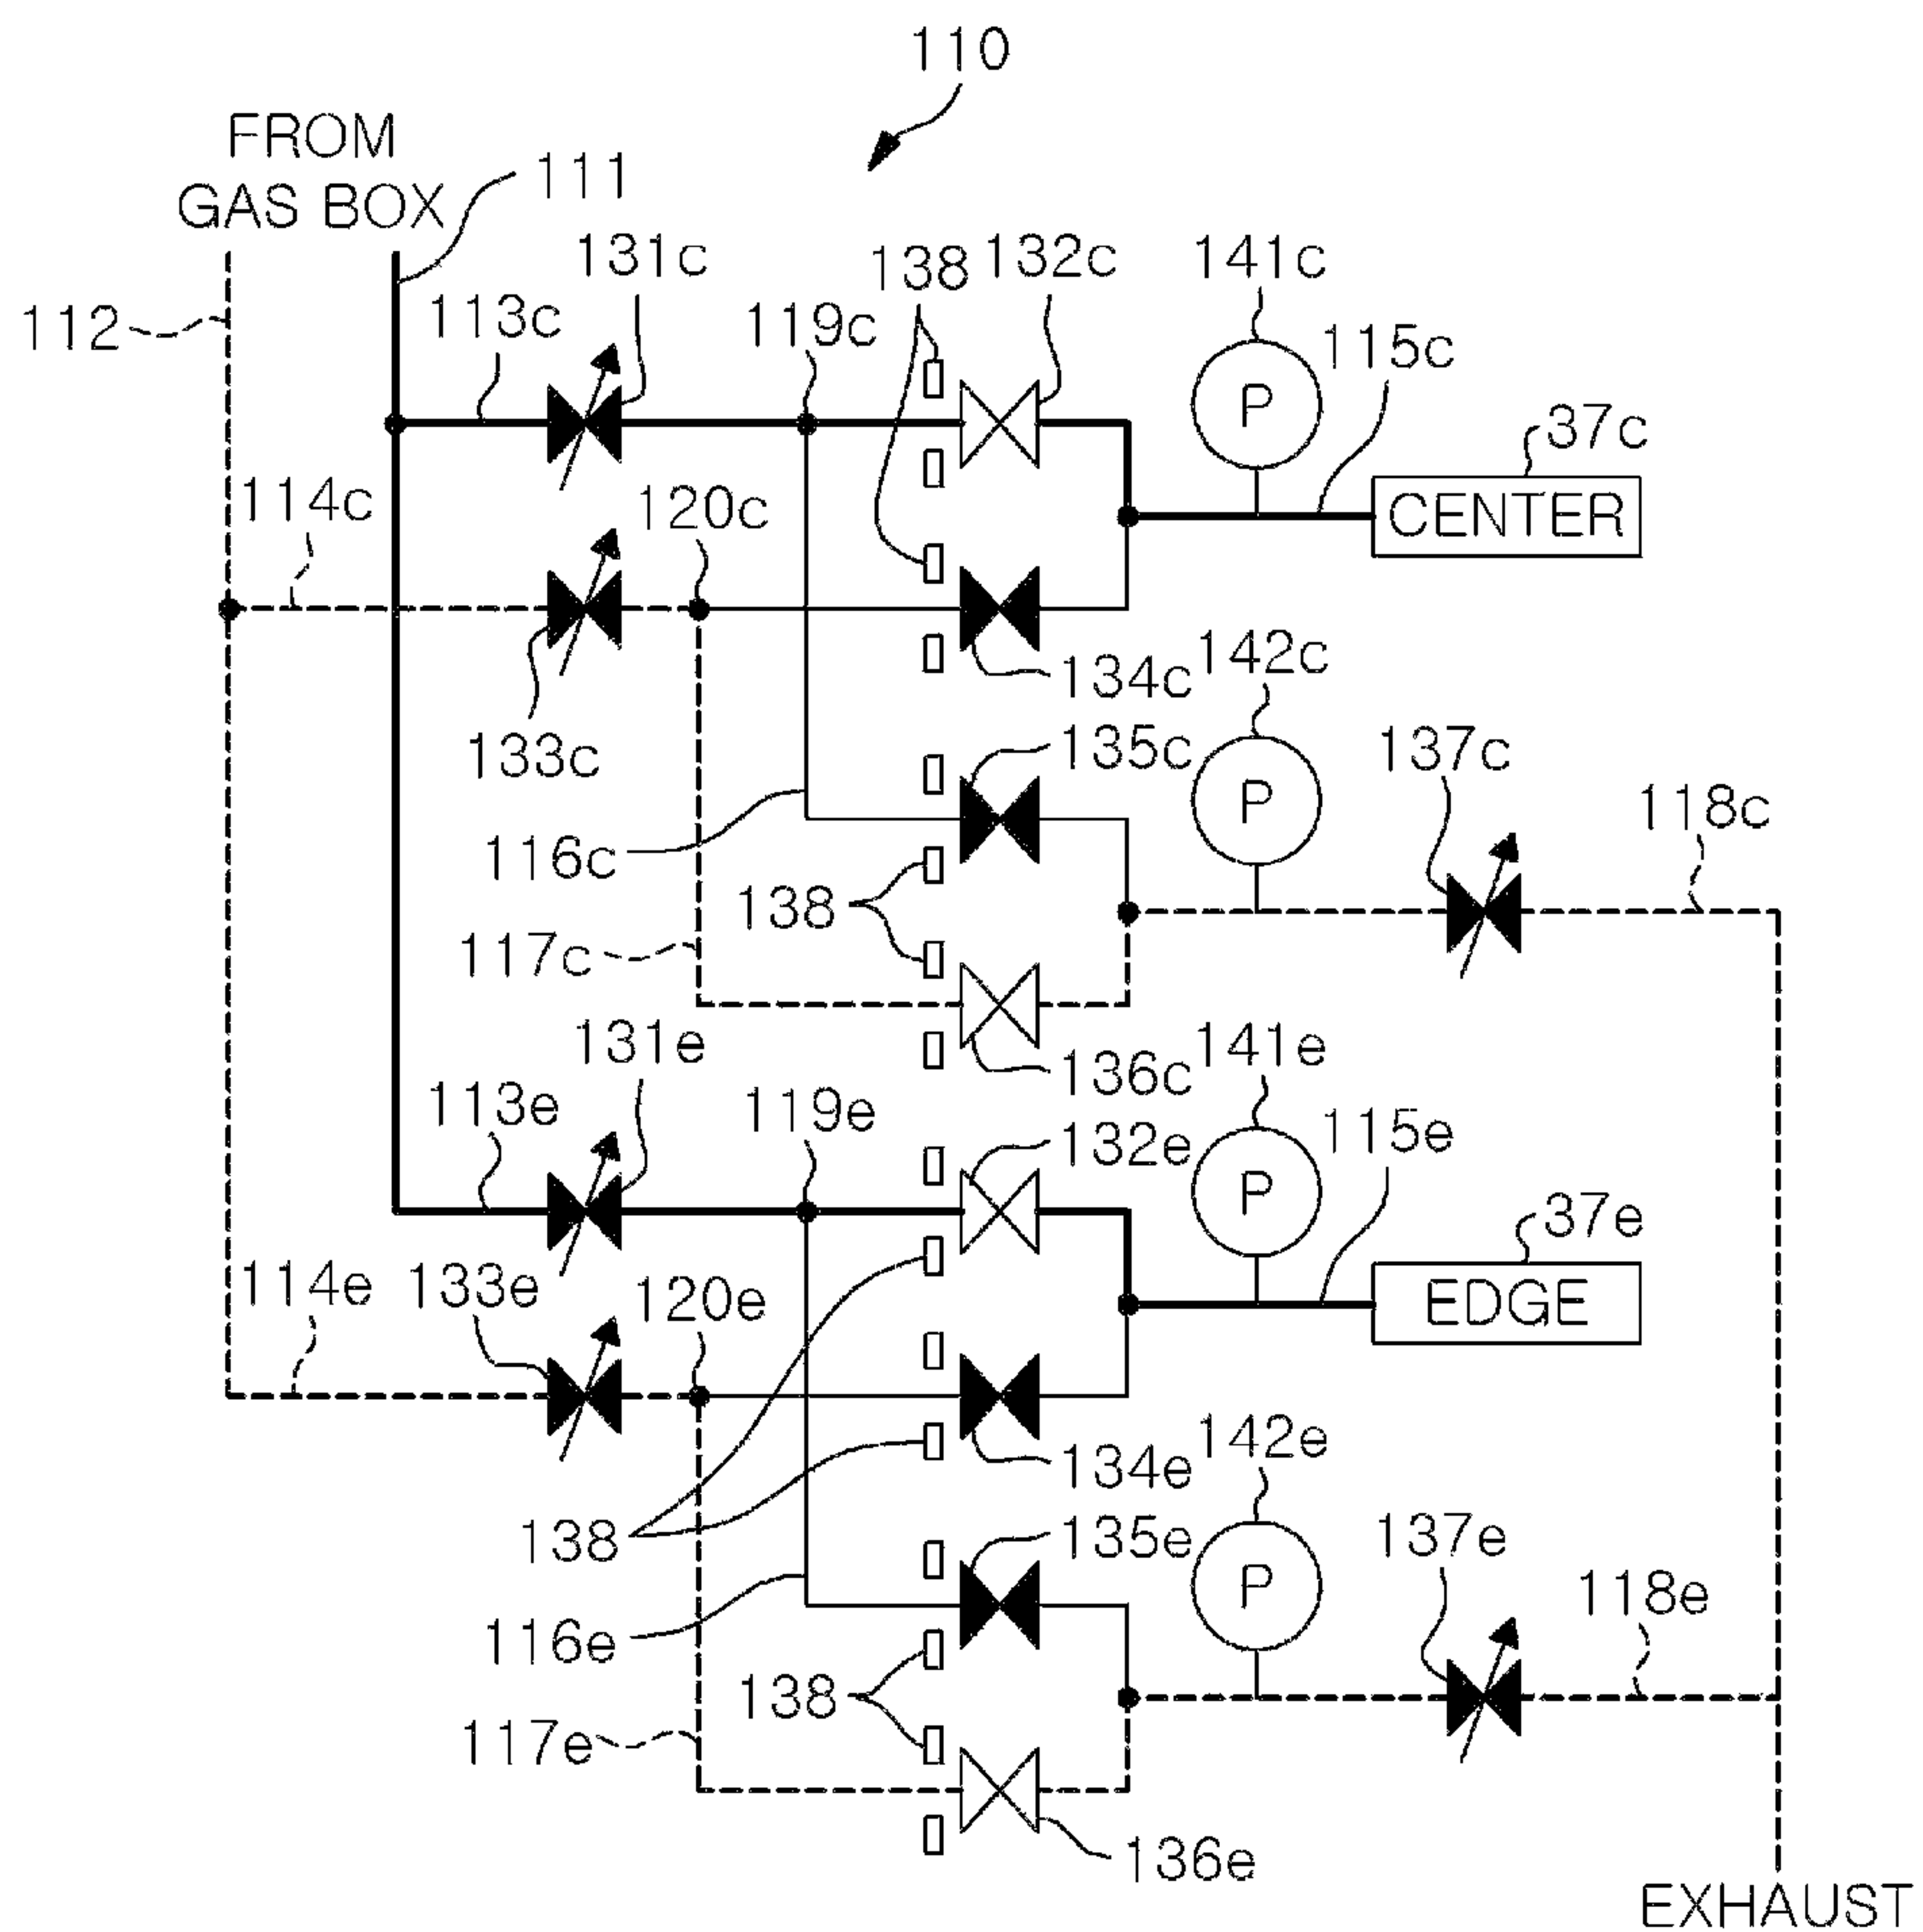 110
FROM
GAS BOX
111
131c
138
132c
141c
112
113c
119c
115c
P
37c
114c
120c
CENTER
133c
134c
142c
135c
137c
P
118c
116c
138
117c
131e
136c
141e
113e
119e
132e
115e
P
37e
114e
133e
120e
EDGE
134e
142e
138
135e
137e
P
118e
116e
138
117e
136e
EXHAUST